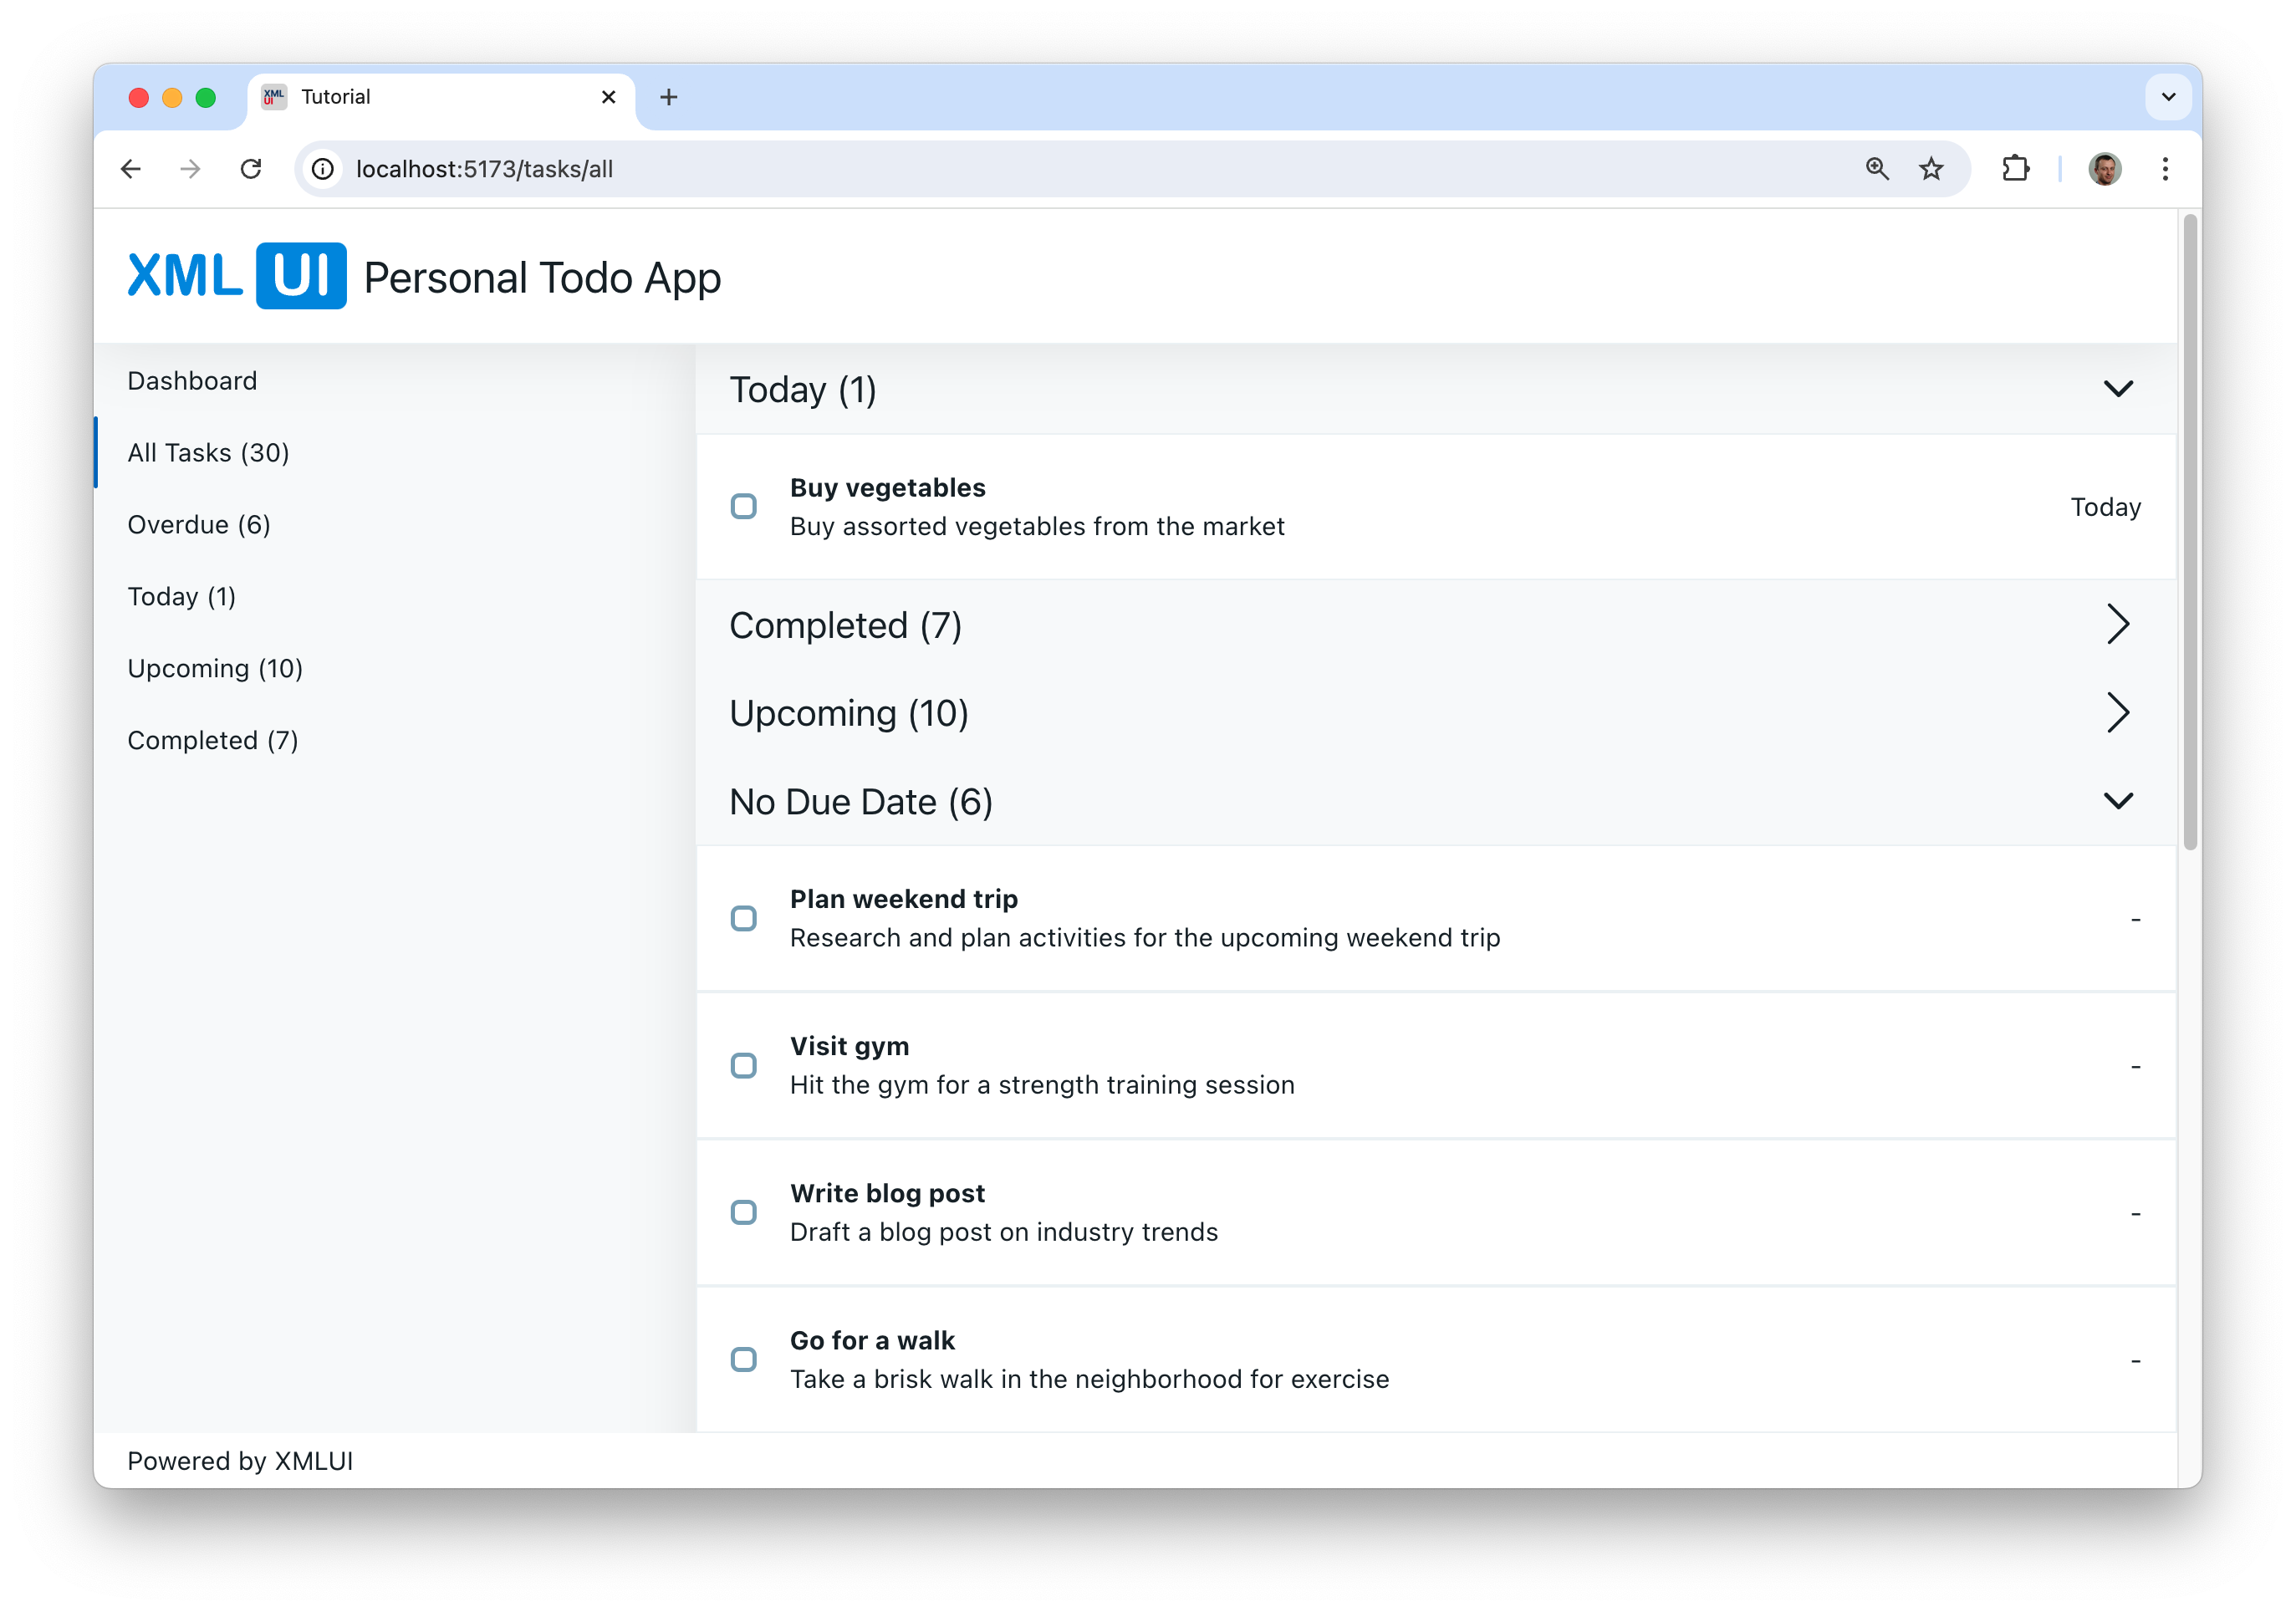 XML UI Tutorial
localhost:5173/tasks/all
XML UI Personal Todo App
Dashboard
All Tasks (30)
Overdue (6)
Today (1)
Upcoming (10)
Completed (7)
Today (1)
Buy vegetables
Buy assorted vegetables from the market
Today
Completed (7)
Upcoming (10)
No Due Date (6)
Plan weekend trip
Research and plan activities for the upcoming weekend trip
-
Visit gym
Hit the gym for a strength training session
-
Write blog post
Draft a blog post on industry trends
-
Go for a walk
Take a brisk walk in the neighborhood for exercise
-
Powered by XMLUI